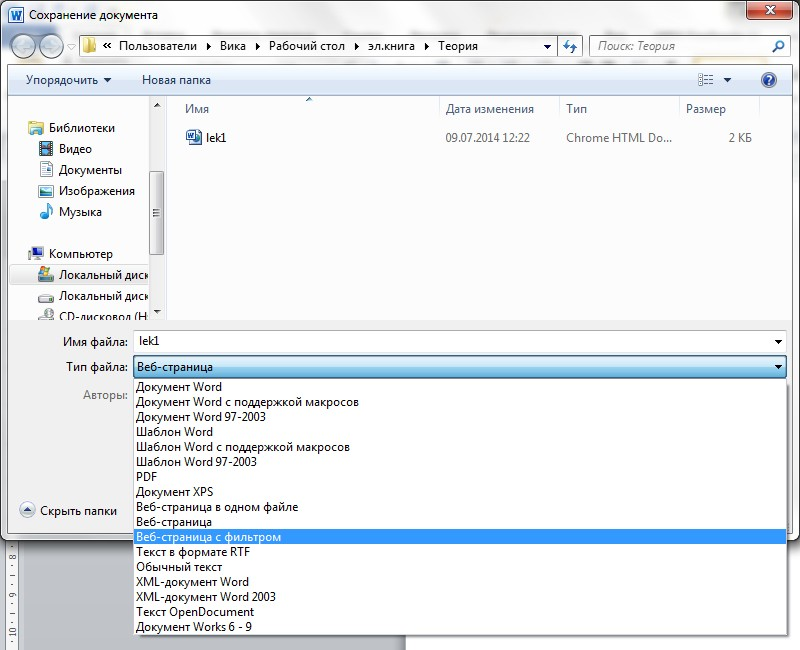 Сохранение документа
« Пользователи Вика Рабочий стол эл.книга Теория
Поиск: Теория
Упорядочить
Новая папка
Библиотеки
Видео
Документы
Изображения
Музыка
Компьютер
Локальный диск
Локальный диск
CD-дисковод (H:
Имя Дата изменения Тип Размер
lek1 09.07.2014 12:22 Chrome HTML Do... 2 КБ
Имя файла: lek1
Тип файла: Веб-страница
Авторы:
Документ Word
Документ Word с поддержкой макросов
Документ Word 97-2003
Шаблон Word
Шаблон Word с поддержкой макросов
Шаблон Word 97-2003
PDF
Документ XPS
Веб-страница в одном файле
Веб-страница
Веб-страница с фильтром
Текст в формате RTF
Обычный текст
XML-документ Word
XML-документ Word 2003
Текст OpenDocument
Документ Works 6 - 9
Скрыть папки
8
9
10